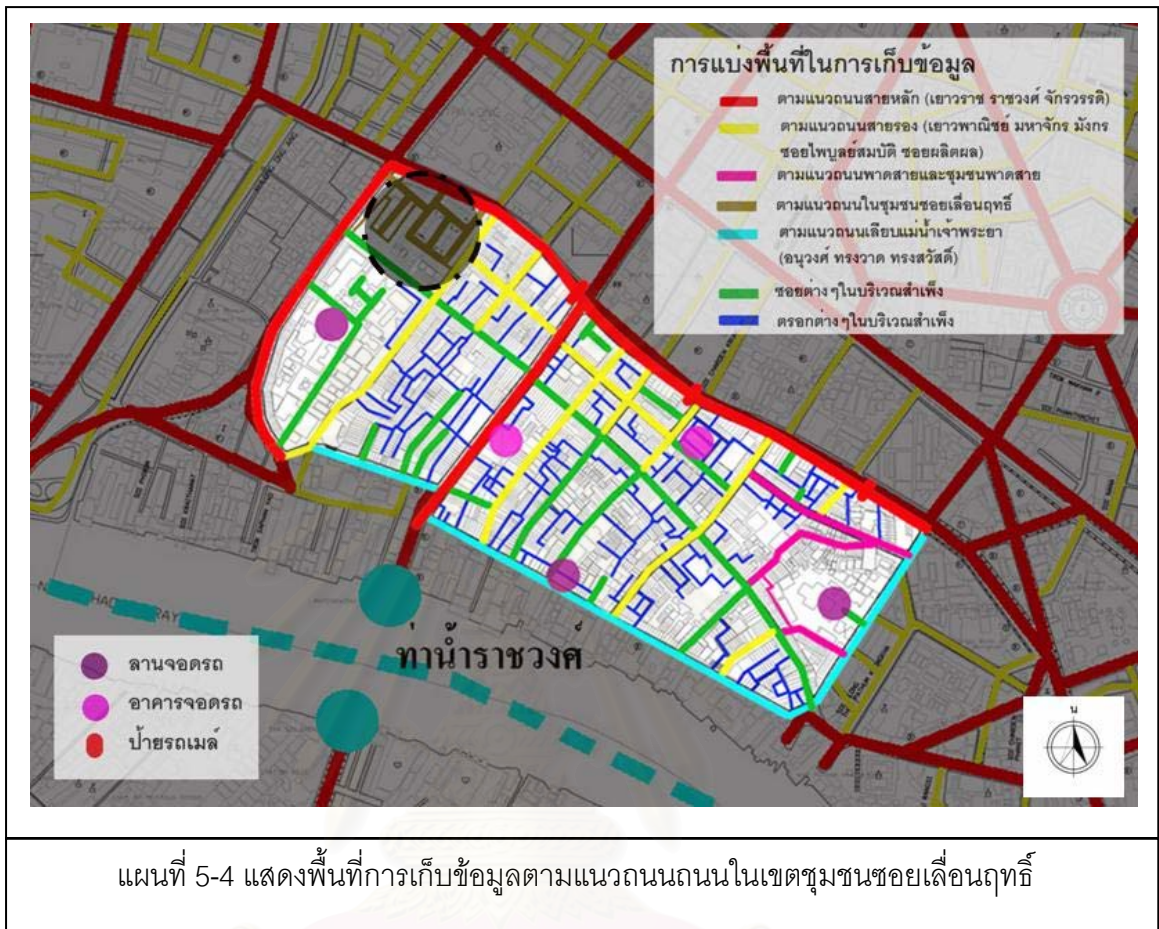 การแบ่งพื้นที่ในการเก็บข้อมูล
ตามแนวถนนสายหลัก (เยาวราช ราชวงศ์ จักรวรรดิ)
ตามแนวถนนสายรอง (เยาวพาณิชย์ มหาจักร มังกร
ซอยไพบูลย์สมบัติ ซอยผลิตผล)
ตามแนวถนนพาดสายและชุมชนพาดสาย
ตามแนวถนนในชุมชนซอยเลื่อนฤทธิ์
ตามแนวถนนเลียบแม่น้ำเจ้าพระยา
(อนุวงศ์ ทรงวาด ทรงสวัสดิ์)
ซอยต่างๆในบริเวณสำเพ็ง
ตรอกต่างๆในบริเวณสำเพ็ง
ท่าน้ำราชวงศ์
ลานจอดรถ
อาคารจอดรถ
ป้ายรถเมล์
น
แผนที่ 5-4 แสดงพื้นที่การเก็บข้อมูลตามแนวถนนถนนในเขตชุมชนซอยเลื่อนฤทธิ์